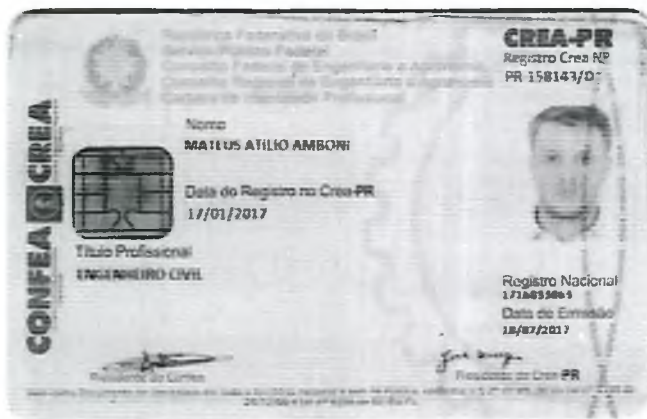 República Federativa do Brasil
Serviço Público Federal
Conselho Federal de Engenharia e Agronomia
Conselho Regional de Engenharia e Agronomia
Carteira de Identidade Profissional
CREA-PR
Registro Crea Nº
PR 158143/D
CONFEA CREA
Nome
MATEUS ATILIO AMBONI
Data do Registro no Crea-PR
17/01/2017
Título Profissional
ENGENHEIRO CIVIL
Registro Nacional
Data de Emissão
18/07/2017
Presidente do Confea
Presidente do Crea-PR